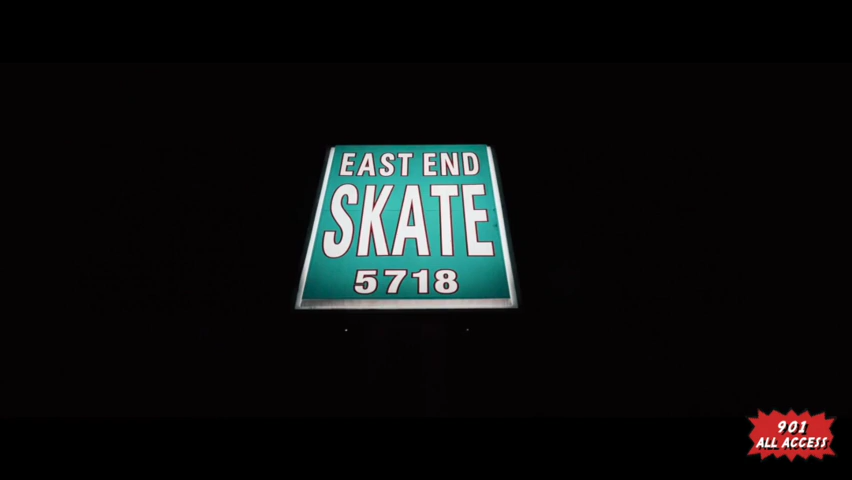 EAST END
SKATE
5718
901
ALL ACCESS